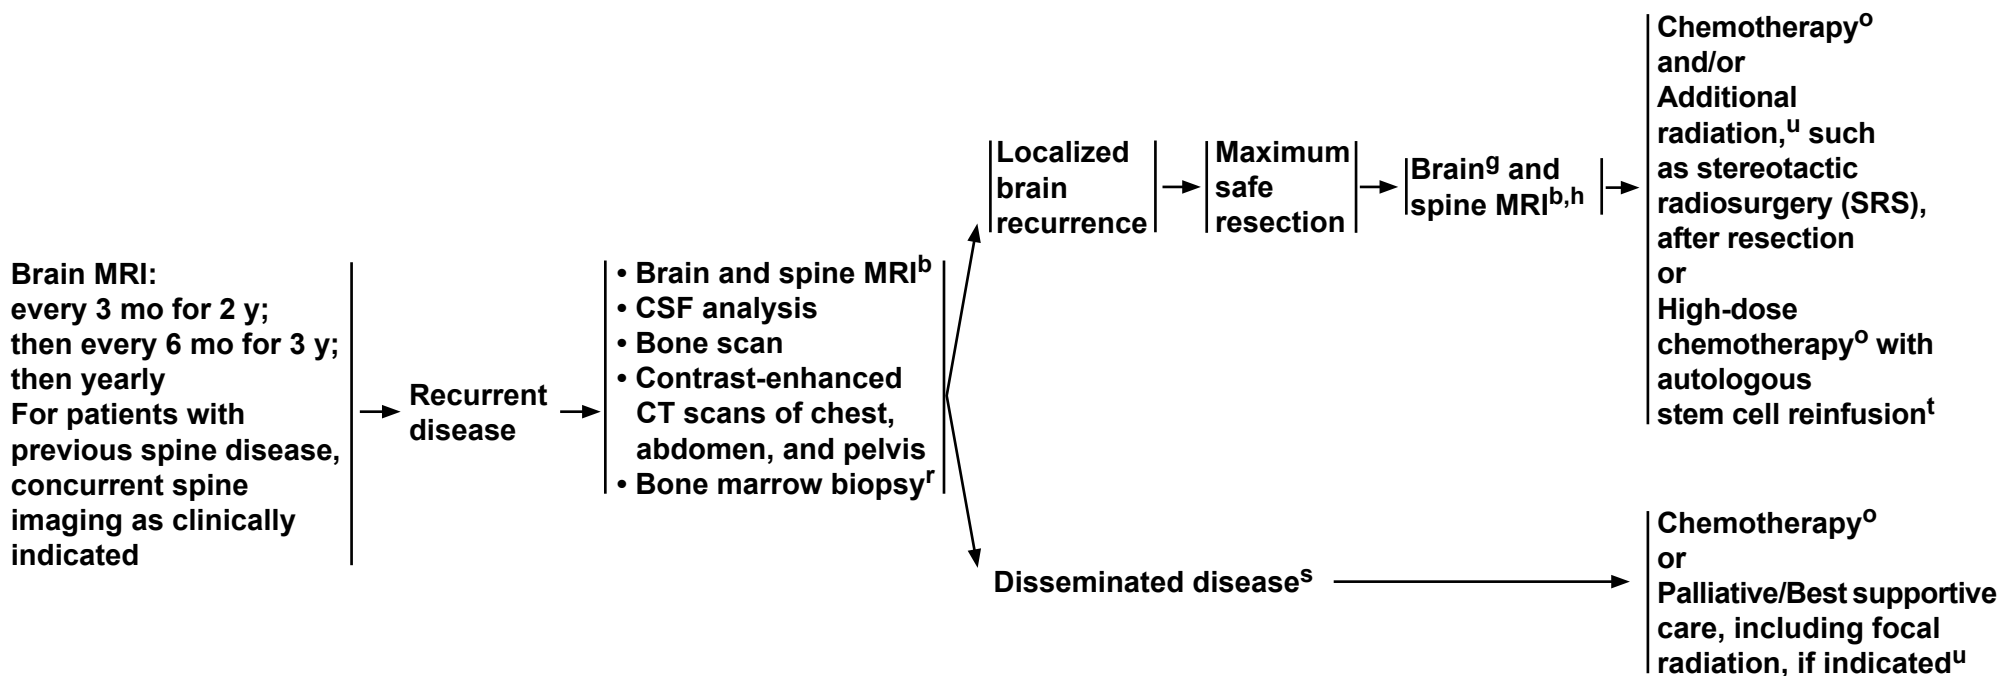 Brain MRI:
every 3 mo for 2 y;
then every 6 mo for 3 y;
then yearly
For patients with
previous spine disease,
concurrent spine
imaging as clinically
indicated
Recurrent
disease
• Brain and spine MRIᵇ
• CSF analysis
• Bone scan
• Contrast-enhanced
CT scans of chest,
abdomen, and pelvis
• Bone marrow biopsyʳ
Localized
brain
recurrence
Maximum
safe
resection
Brainᵍ and
spine MRIᵇ,ʰ
Chemotherapyᵒ
and/or
Additional
radiation,ᵘ such
as stereotactic
radiosurgery (SRS),
after resection
or
High-dose
chemotherapyᵒ with
autologous
stem cell reinfusionᵗ
Disseminated diseaseˢ
Chemotherapyᵒ
or
Palliative/Best supportive
care, including focal
radiation, if indicatedᵘ